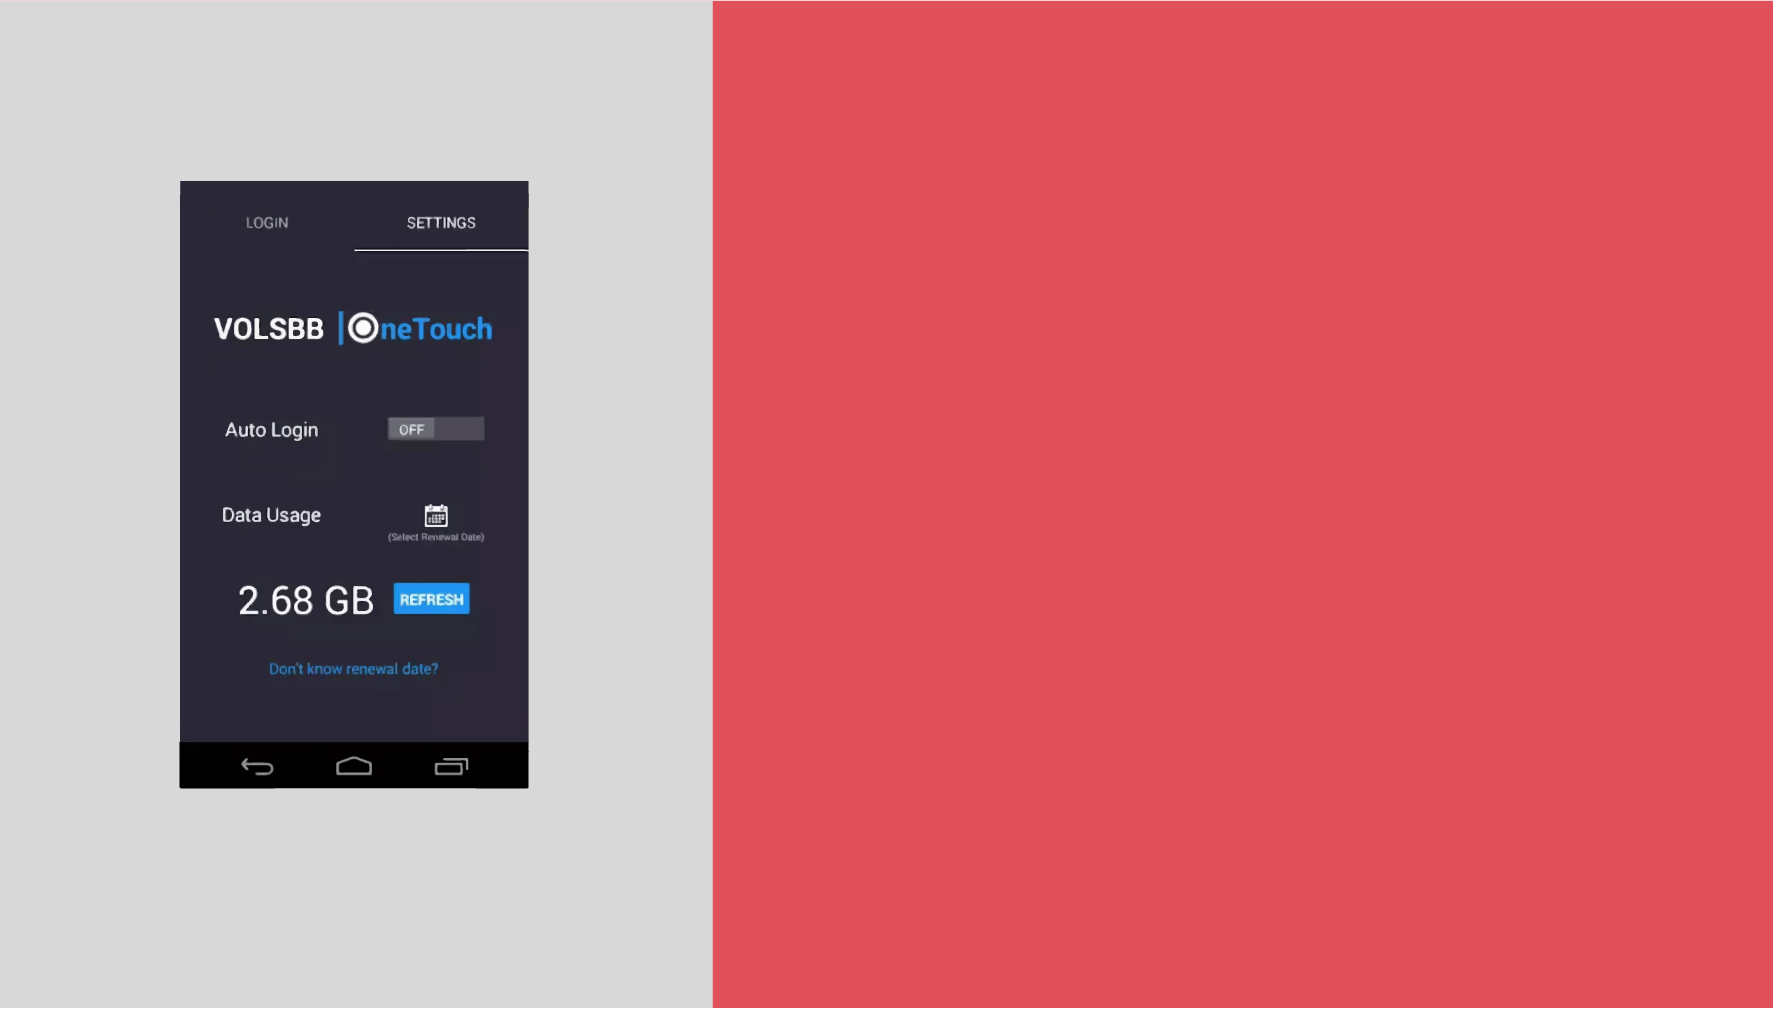 LOGIN SETTINGS
VOLSBB | OneTouch
Auto Login OFF
Data Usage
(Select Renewal Date)
2.68 GB REFRESH
Don't know renewal date?